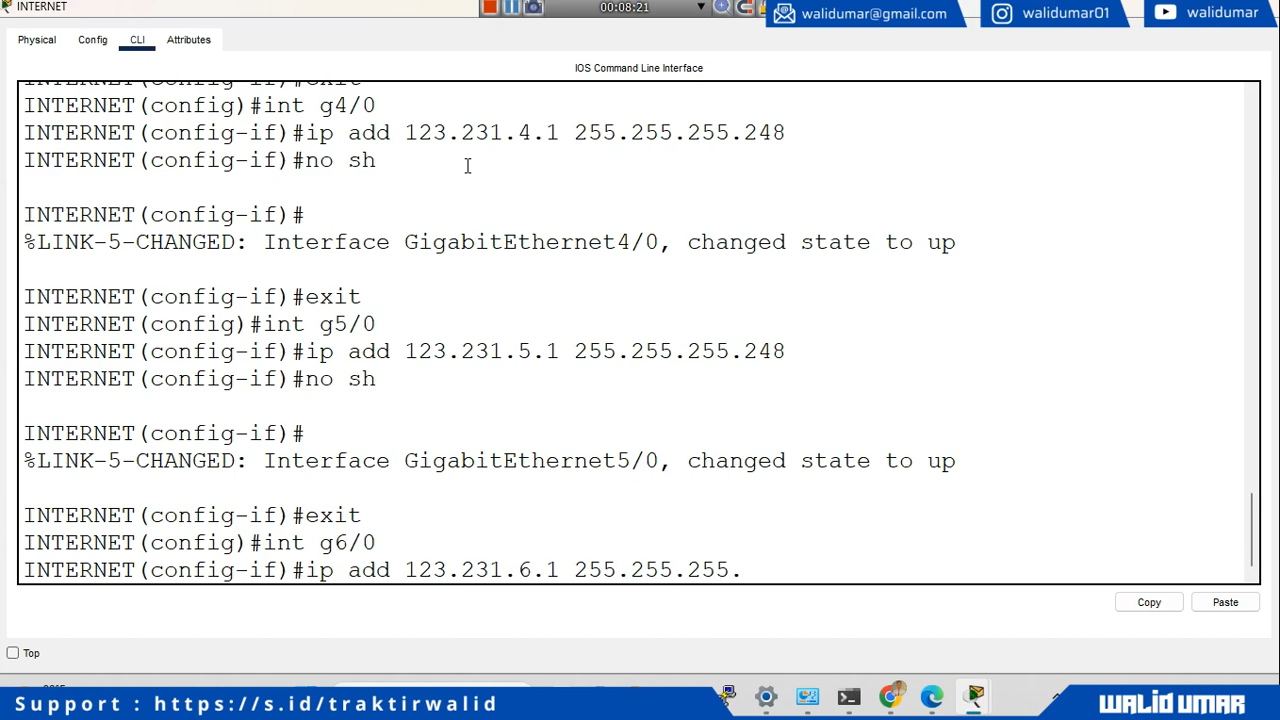 INTERNET
00:08:21
walidumar@gmail.com
walidumar01
walidumar
Physical
Config
CLI
Attributes
IOS Command Line Interface
INTERNET(config-if)#exit
INTERNET(config)#int g4/0
INTERNET(config-if)#ip add 123.231.4.1 255.255.255.248
INTERNET(config-if)#no sh
INTERNET(config-if)#
%LINK-5-CHANGED: Interface GigabitEthernet4/0, changed state to up
INTERNET(config-if)#exit
INTERNET(config)#int g5/0
INTERNET(config-if)#ip add 123.231.5.1 255.255.255.248
INTERNET(config-if)#no sh
INTERNET(config-if)#
%LINK-5-CHANGED: Interface GigabitEthernet5/0, changed state to up
INTERNET(config-if)#exit
INTERNET(config)#int g6/0
INTERNET(config-if)#ip add 123.231.6.1 255.255.255.
Copy
Paste
Top
Support : https://s.id/traktirwalid
WALID UMAR